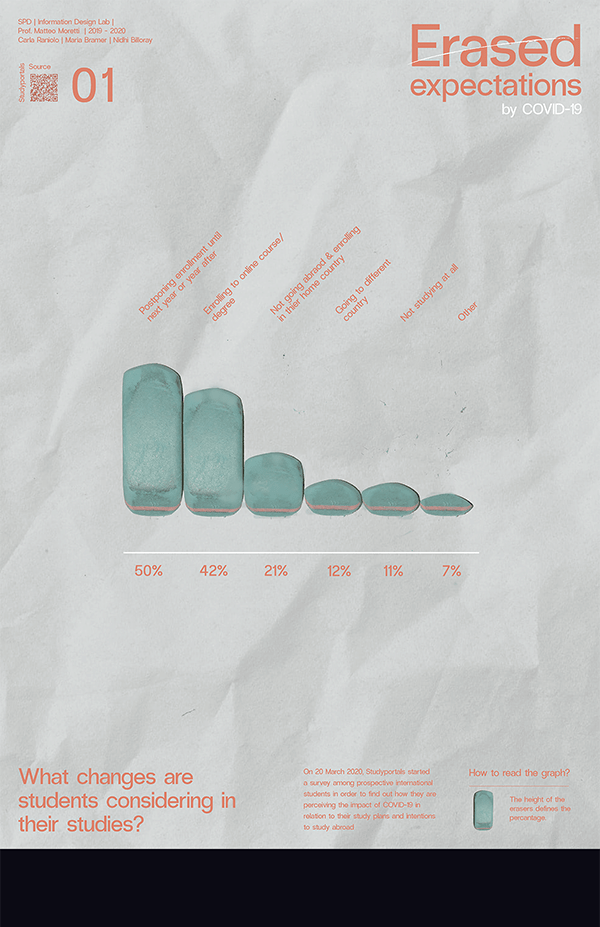 SPD | Information Design Lab |
Prof. Matteo Moretti | 2019 - 2020
Carla Raniolo | Maria Bramer | Nidhi Billoray
Studyportals
Source
01
Erased
expectations
by COVID-19
Postponing enrollment until
next year or year after
Enrolling to online course/
degree
Not going abraod & enrolling
in thier home country
Going to different
country
Not studying at all
Other
50% 42% 21% 12% 11% 7%
What changes are
students considering in
their studies?
On 20 March 2020, Studyportals started
a survey among prospective international
students in order to find out how they are
perceiving the impact of COVID-19 in
relation to their study plans and intentions
to study abroad
How to read the graph?
The height of the
erasers defines the
percentage.